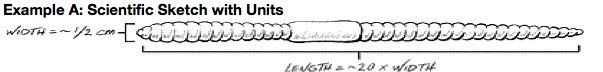 Example A: Scientific Sketch with Units
WIDTH = ~ 1/2 cm
LENGTH = ~20 x WIDTH